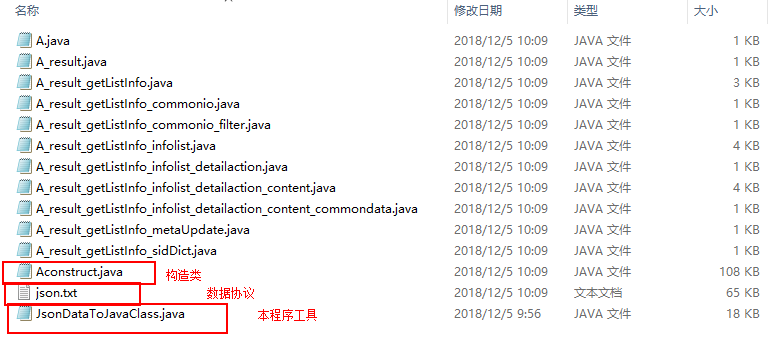 名称 修改日期 类型 大小
A.java 2018/12/5 10:09 JAVA 文件 1 KB
A_result.java 2018/12/5 10:09 JAVA 文件 1 KB
A_result_getListInfo.java 2018/12/5 10:09 JAVA 文件 3 KB
A_result_getListInfo_commonio.java 2018/12/5 10:09 JAVA 文件 1 KB
A_result_getListInfo_commonio_filter.java 2018/12/5 10:09 JAVA 文件 1 KB
A_result_getListInfo_infolist.java 2018/12/5 10:09 JAVA 文件 4 KB
A_result_getListInfo_infolist_detailaction.java 2018/12/5 10:09 JAVA 文件 1 KB
A_result_getListInfo_infolist_detailaction_content.java 2018/12/5 10:09 JAVA 文件 4 KB
A_result_getListInfo_infolist_detailaction_content_commondata.java 2018/12/5 10:09 JAVA 文件 1 KB
A_result_getListInfo_metaUpdate.java 2018/12/5 10:09 JAVA 文件 1 KB
A_result_getListInfo_sidDict.java 2018/12/5 10:09 JAVA 文件 1 KB
Aconstruct.java 构造类 2018/12/5 10:09 JAVA 文件 108 KB
json.txt 数据协议 2018/12/5 10:09 文本文档 65 KB
JsonDataToJavaClass.java 本程序工具 2018/12/5 9:56 JAVA 文件 18 KB